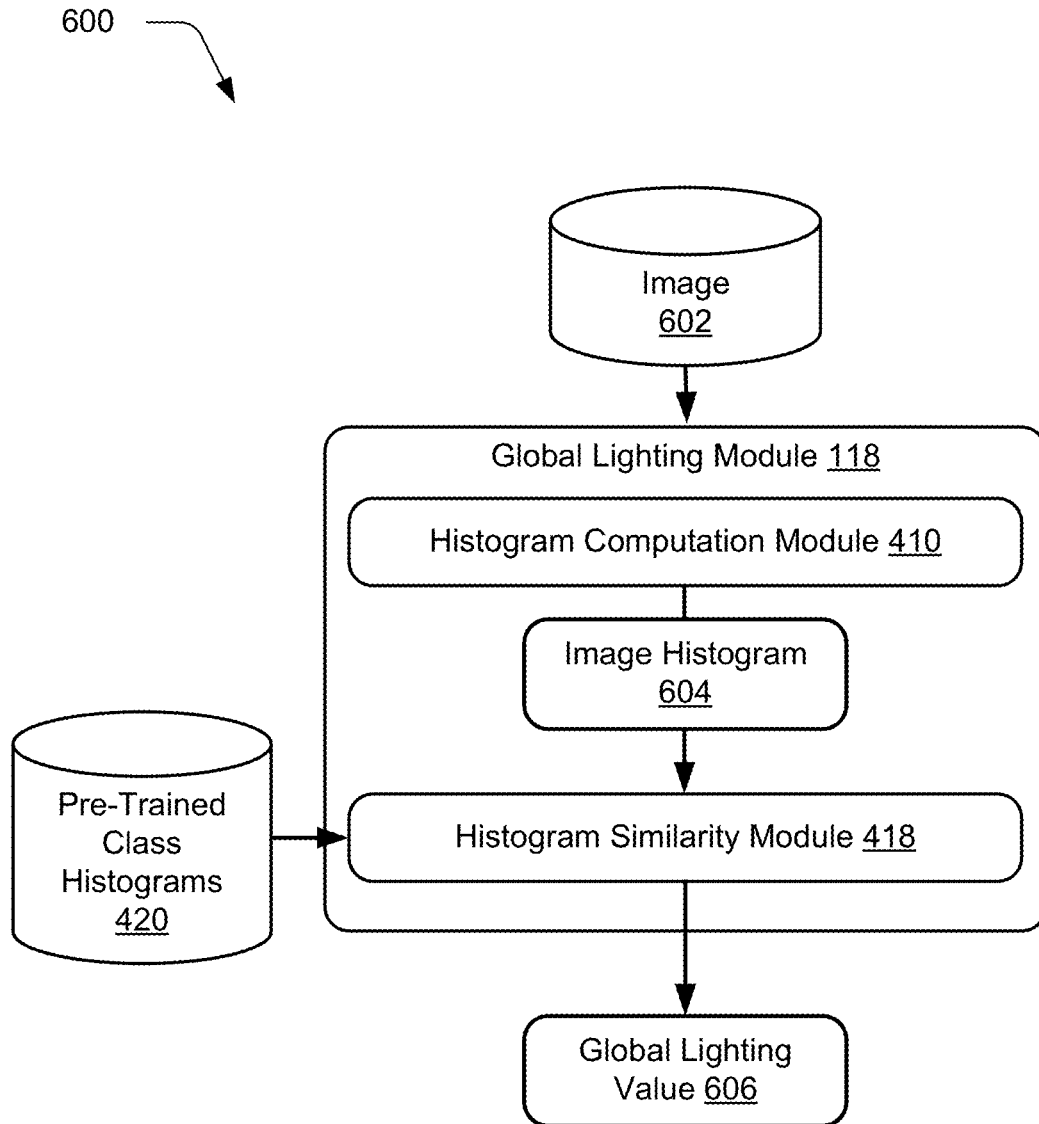 600
Image
602
Global Lighting Module 118
Histogram Computation Module 410
Image Histogram
604
Pre-Trained
Class
Histograms
420
Histogram Similarity Module 418
Global Lighting
Value 606